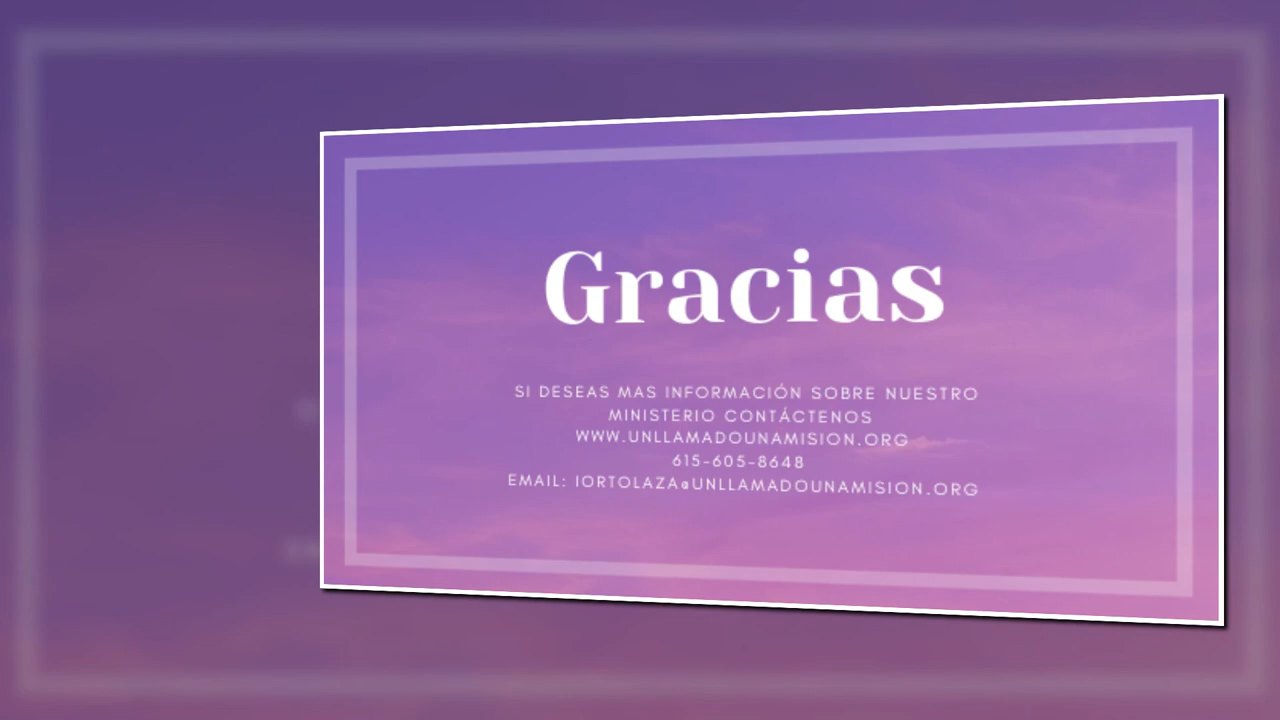 Gracias
SI DESEAS MAS INFORMACIÓN SOBRE NUESTRO
MINISTERIO CONTÁCTENOS
WWW.UNLLAMADOUNAMISION.ORG
615-605-8648
EMAIL: IORTOLAZA@UNLLAMADOUNAMISION.ORG